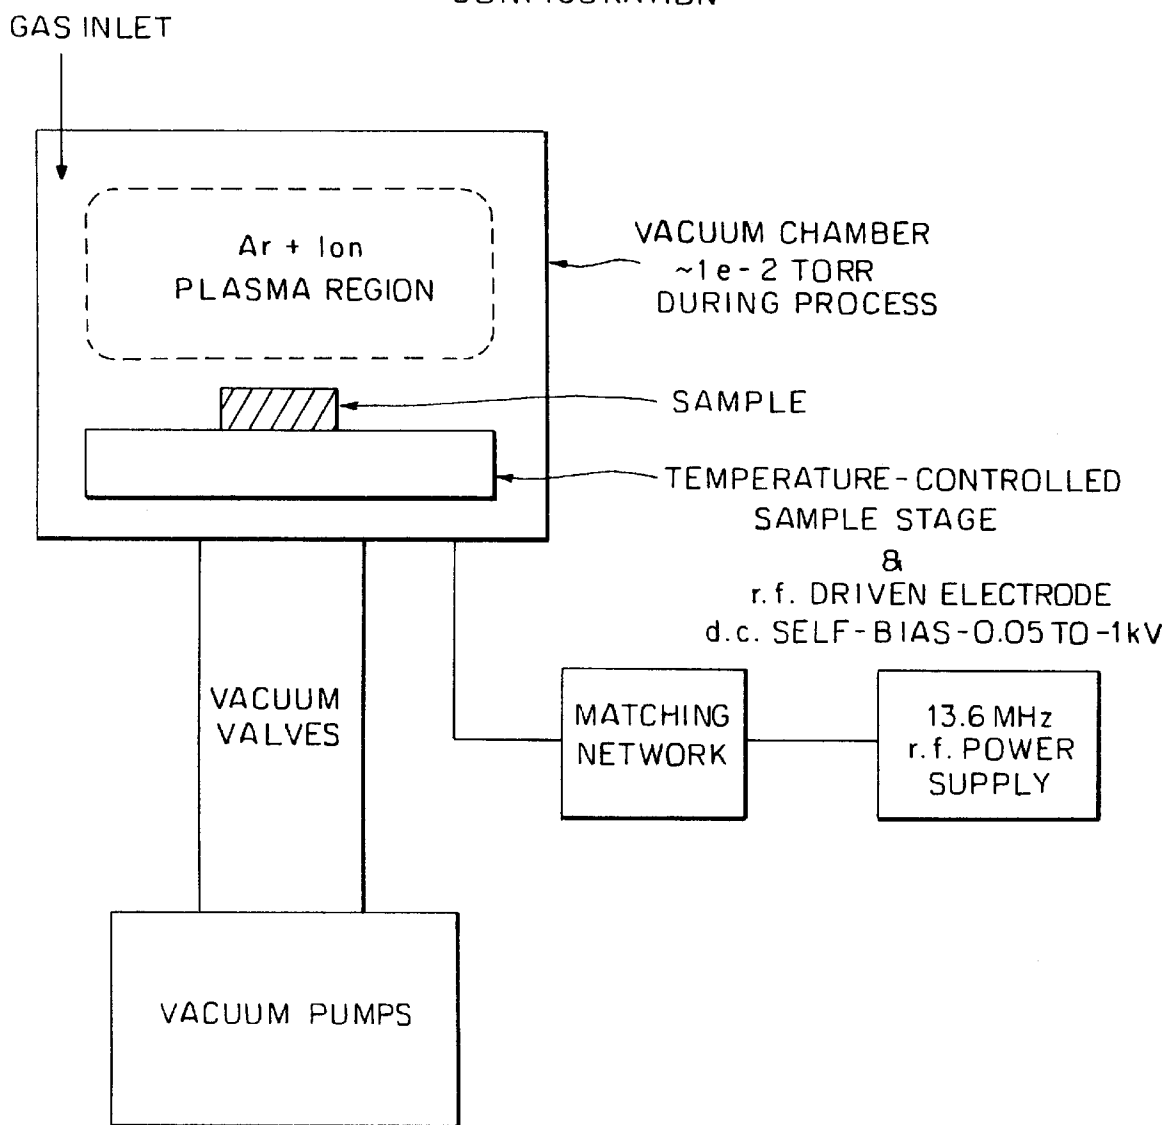 GAS INLET
Ar + Ion
PLASMA REGION
VACUUM CHAMBER
~1e-2 TORR
DURING PROCESS
SAMPLE
TEMPERATURE-CONTROLLED
SAMPLE STAGE
&
r.f. DRIVEN ELECTRODE
d.c. SELF-BIAS-0.05 TO -1kV
VACUUM
VALVES
MATCHING
NETWORK
13.6 MHz
r.f. POWER
SUPPLY
VACUUM PUMPS